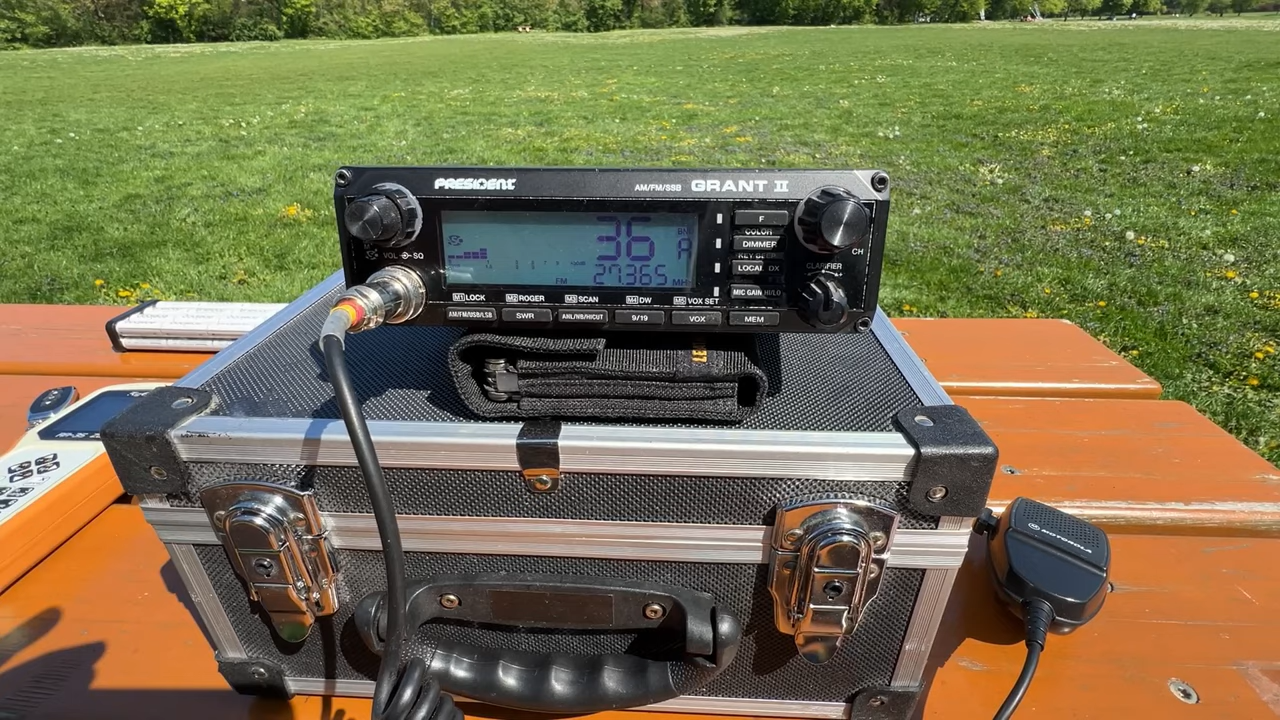 PRESIDENT
AM/FM/SSB GRANT II
F
COLOR
DIMMER
KEY BEEP
LOCAL DX
MIC GAIN HI/LO
VOL SQ
CH
CLARIFIER
36
A
FM 27.365 MHz
M1 LOCK M2 ROGER M3 SCAN M4 DW M5 VOX SET
AM/FM/USB/LSB SWR ANL/NB/HICUT 9/19 VOX MEM
MOTOROLA